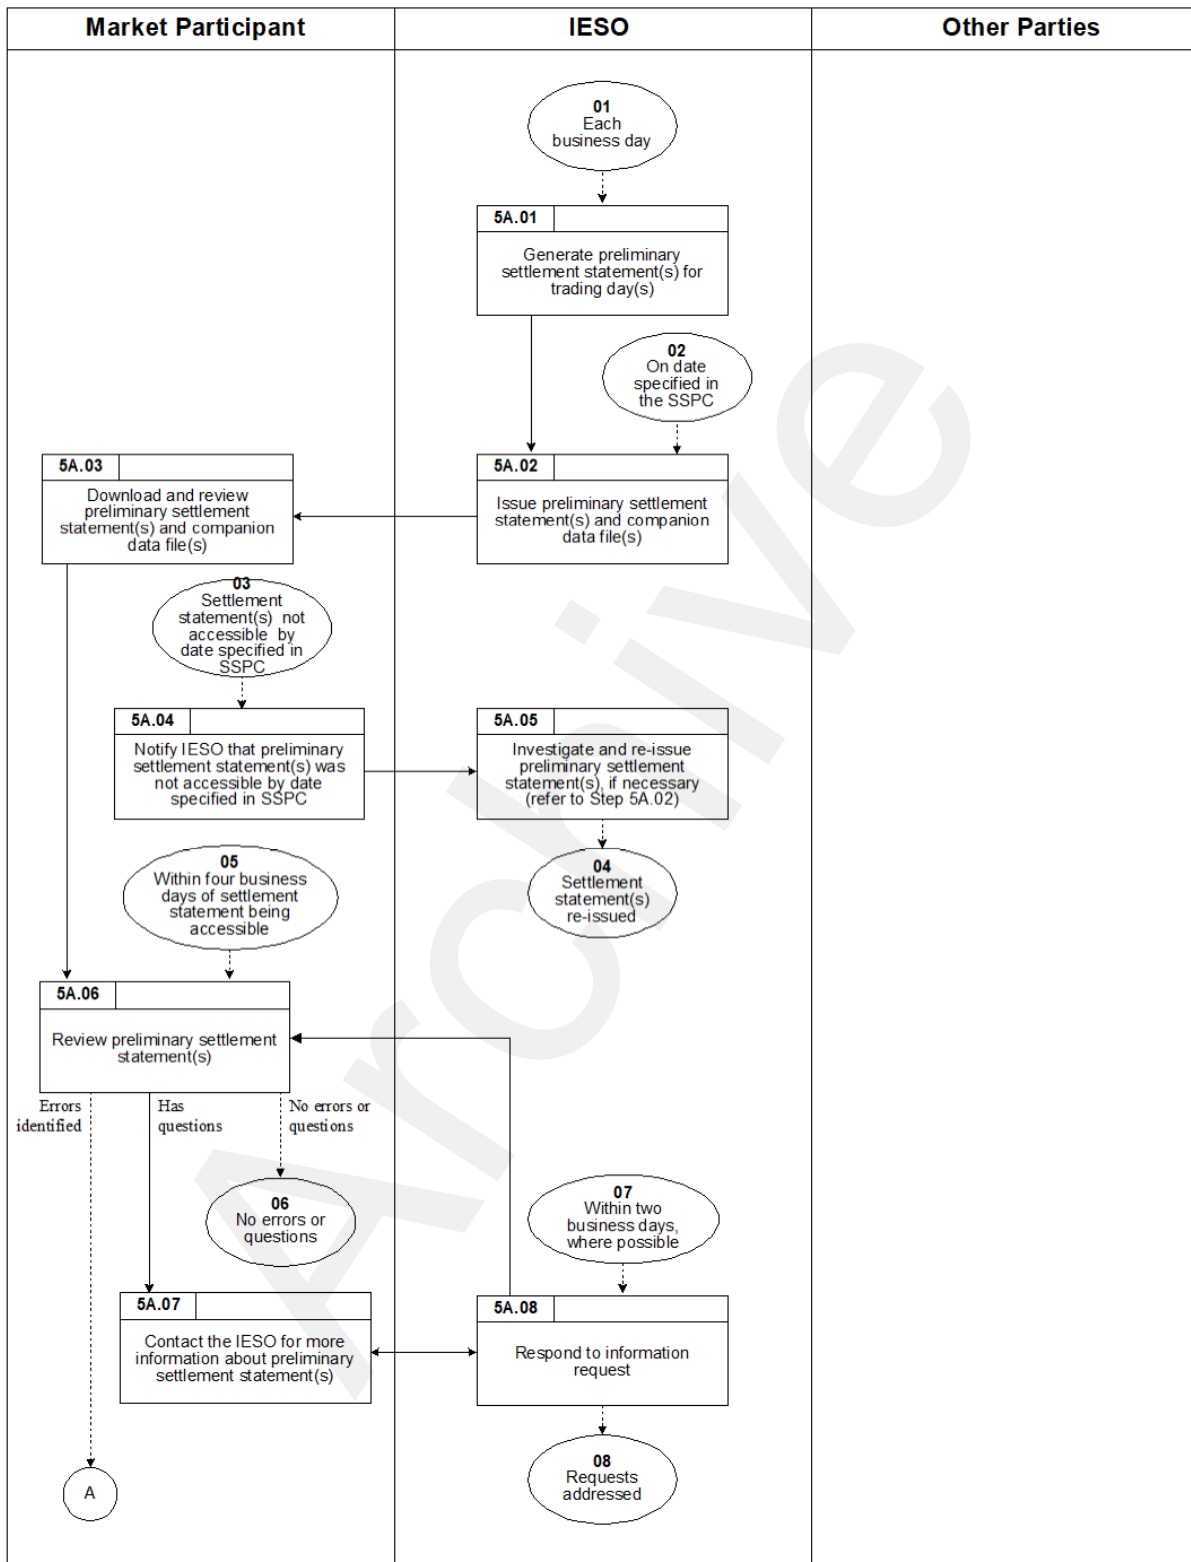 Market Participant
IESO
Other Parties
01
Each
business day
5A.01
Generate preliminary
settlement statement(s) for
trading day(s)
02
On date
specified in
the SSPC
5A.03
Download and review
preliminary settlement
statement(s) and companion
data file(s)
5A.02
Issue preliminary settlement
statement(s) and companion
data file(s)
03
Settlement
statement(s) not
accessible by
date specified in
SSPC
5A.04
Notify IESO that preliminary
settlement statement(s) was
not accessible by date
specified in SSPC
5A.05
Investigate and re-issue
preliminary settlement
statement(s), if necessary
(refer to Step 5A.02)
05
Within four business
days of settlement
statement being
accessible
04
Settlement
statement(s)
re-issued
5A.06
Review preliminary settlement
statement(s)
Errors
identified
Has
questions
No errors or
questions
06
No errors or
questions
07
Within two
business days,
where possible
5A.07
Contact the IESO for more
information about preliminary
settlement statement(s)
5A.08
Respond to information
request
A
08
Requests
addressed
Archive